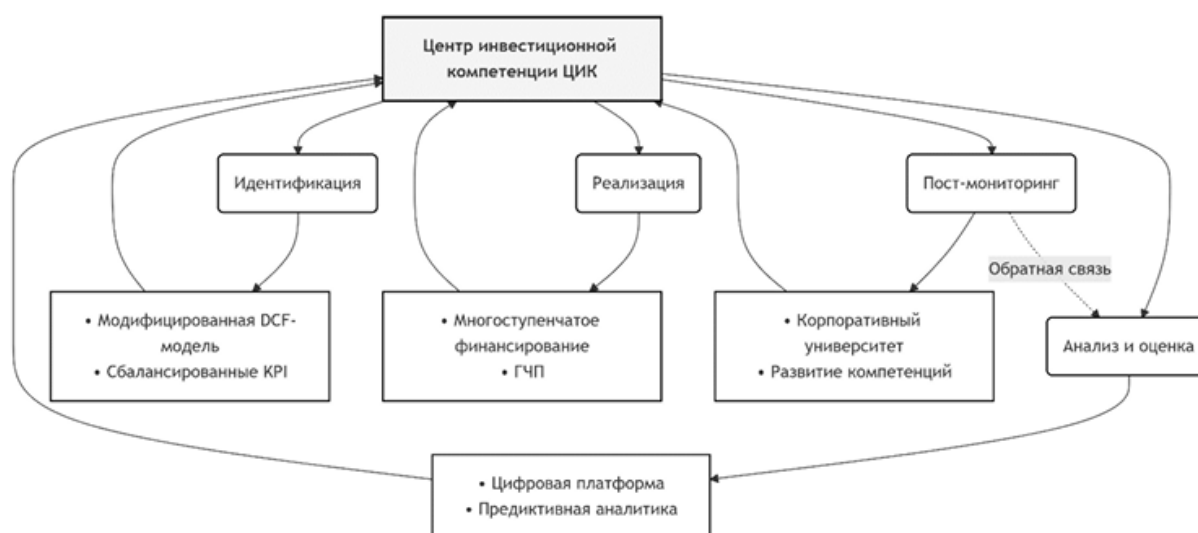 Центр инвестиционной
компетенции ЦИК
Идентификация
Реализация
Пост-мониторинг
Обратная связь
• Модифицированная DCF-
модель
• Сбалансированные KPI
• Многоступенчатое
финансирование
• ГЧП
• Корпоративный
университет
• Развитие компетенций
Анализ и оценка
• Цифровая платформа
• Предиктивная аналитика